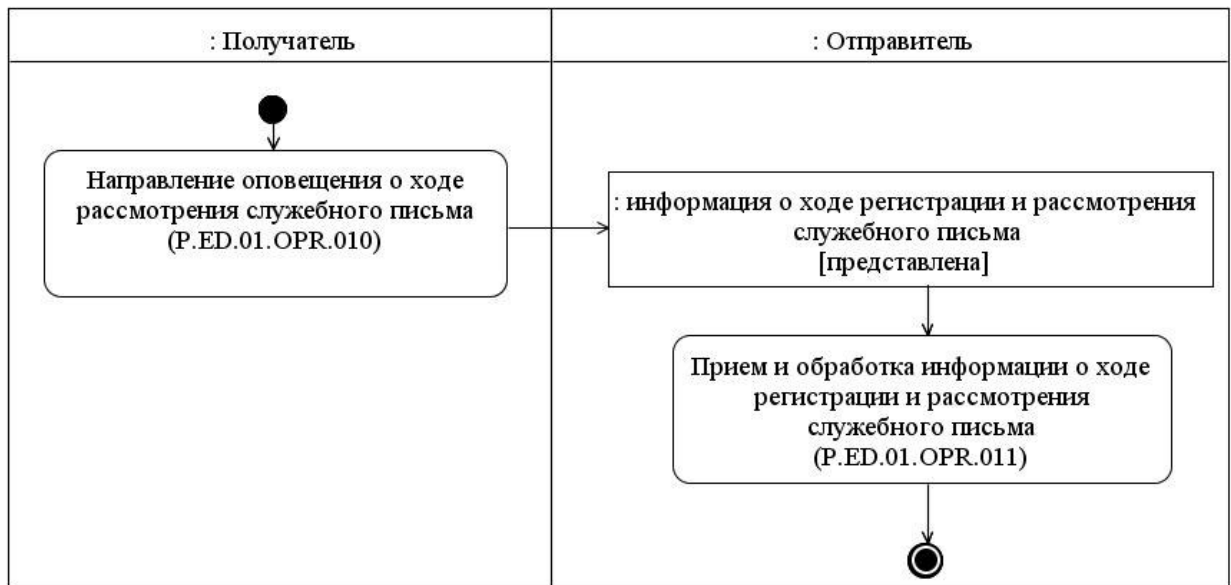 : Получатель
: Отправитель
Направление оповещения о ходе
рассмотрения служебного письма
(P.ED.01.OPR.010)
: информация о ходе регистрации и рассмотрения
служебного письма
[представлена]
Прием и обработка информации о ходе
регистрации и рассмотрения
служебного письма
(P.ED.01.OPR.011)